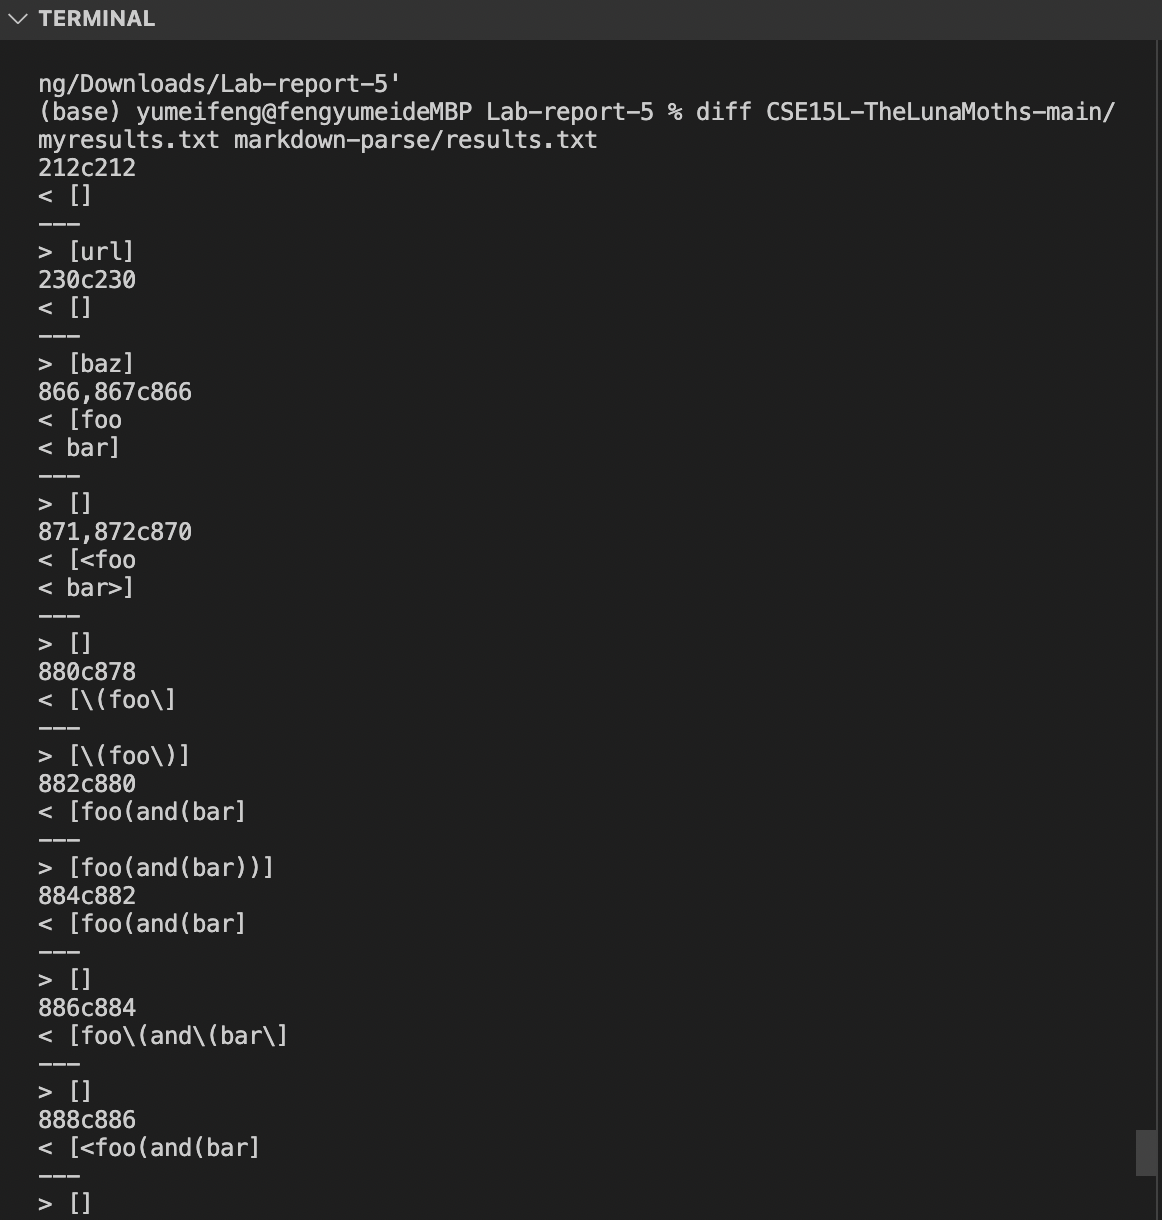 TERMINAL
ng/Downloads/Lab-report-5'
(base) yumeifeng@fengyumeideMBP Lab-report-5 % diff CSE15L-TheLunaMoths-main/
myresults.txt markdown-parse/results.txt
212c212
< []
---
> [url]
230c230
< []
---
> [baz]
866,867c866
< [foo
< bar]
---
> []
871,872c870
< [<foo
< bar>]
---
> []
880c878
< [\(foo\]
---
> [\(foo\)]
882c880
< [foo(and(bar]
---
> [foo(and(bar))]
884c882
< [foo(and(bar]
---
> []
886c884
< [foo\(and\(bar\]
---
> []
888c886
< [<foo(and(bar]
---
> []